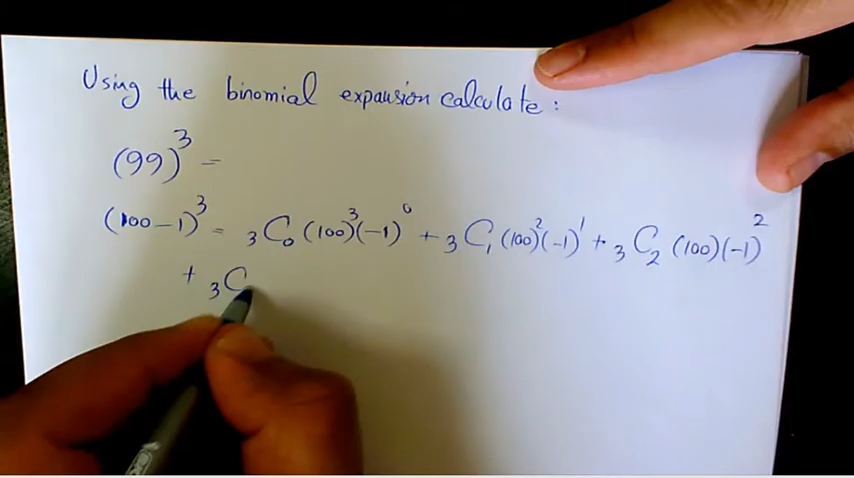 Using the binomial expansion calculate:
(99)³ =
(100-1)³ = ₃C₀(100)³(-1)⁰ + ₃C₁(100)²(-1)¹ + ₃C₂(100)(-1)²
+ ₃C